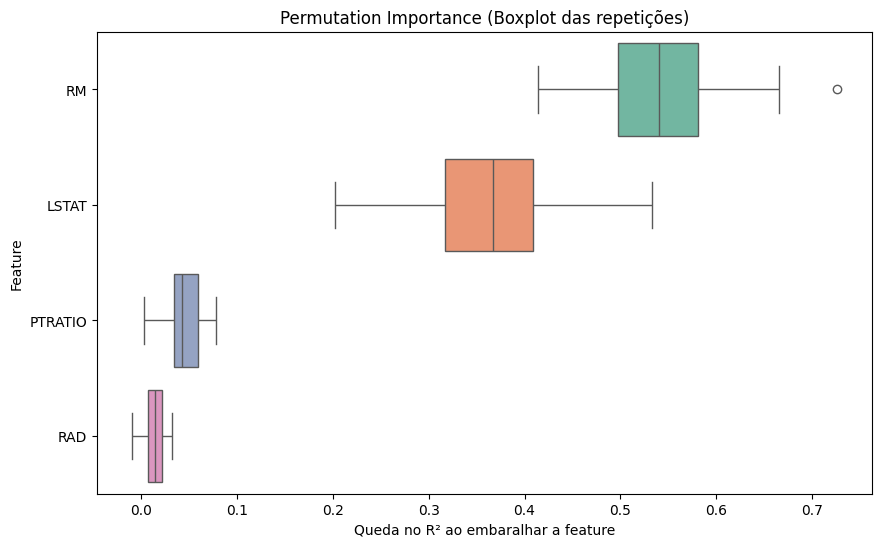 Permutation Importance (Boxplot das repetições)
Feature
RM
LSTAT
PTRATIO
RAD
0.0 0.1 0.2 0.3 0.4 0.5 0.6 0.7
Queda no R² ao embaralhar a feature